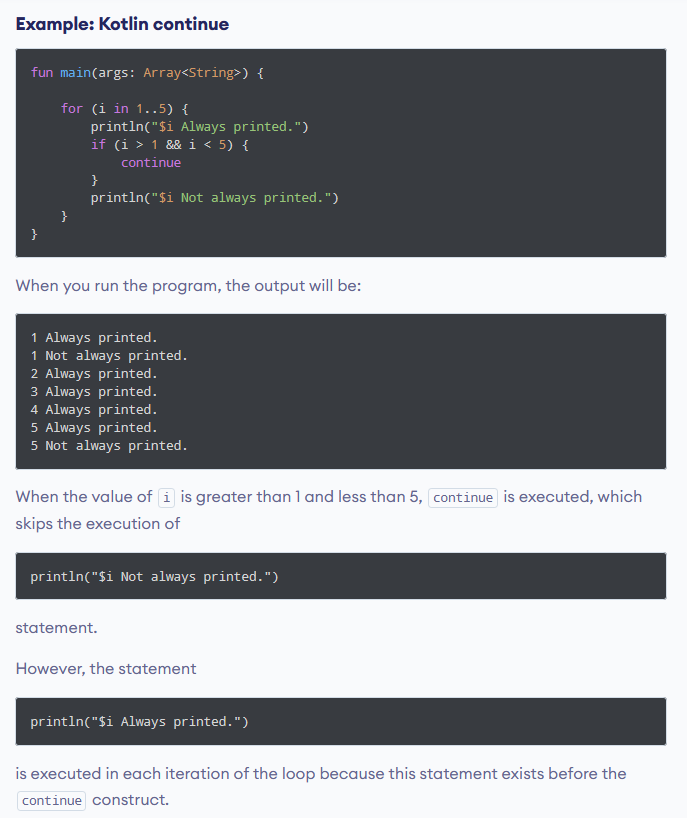 Example: Kotlin continue
fun main(args: Array<String>) {
for (i in 1..5) {
println("$i Always printed.")
if (i > 1 && i < 5) {
continue
}
println("$i Not always printed.")
}
}
When you run the program, the output will be:
1 Always printed.
1 Not always printed.
2 Always printed.
3 Always printed.
4 Always printed.
5 Always printed.
5 Not always printed.
When the value of i is greater than 1 and less than 5, continue is executed, which
skips the execution of
println("$i Not always printed.")
statement.
However, the statement
println("$i Always printed.")
is executed in each iteration of the loop because this statement exists before the
continue construct.